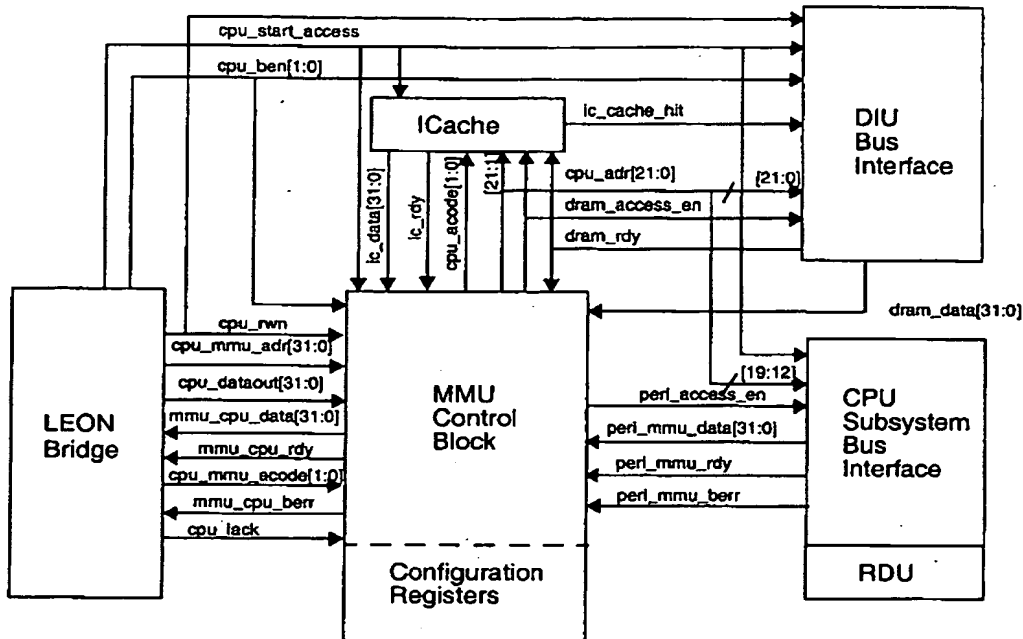 cpu_start_access
cpu_ben[1:0]
ICache
ic_cache_hit
DIU
Bus
Interface
ic_data[31:0]
ic_rdy
cpu_acode[1:0]
cpu_adr[21:0]
[21:0]
dram_access_en
dram_rdy
dram_data[31:0]
LEON
Bridge
cpu_rwn
cpu_mmu_adr[31:0]
cpu_dataout[31:0]
mmu_cpu_data[31:0]
mmu_cpu_rdy
cpu_mmu_acode[1:0]
mmu_cpu_berr
cpu_iack
MMU
Control
Block
Configuration
Registers
[19:12]
peri_access_en
peri_mmu_data[31:0]
peri_mmu_rdy
peri_mmu_berr
CPU
Subsystem
Bus
Interface
RDU